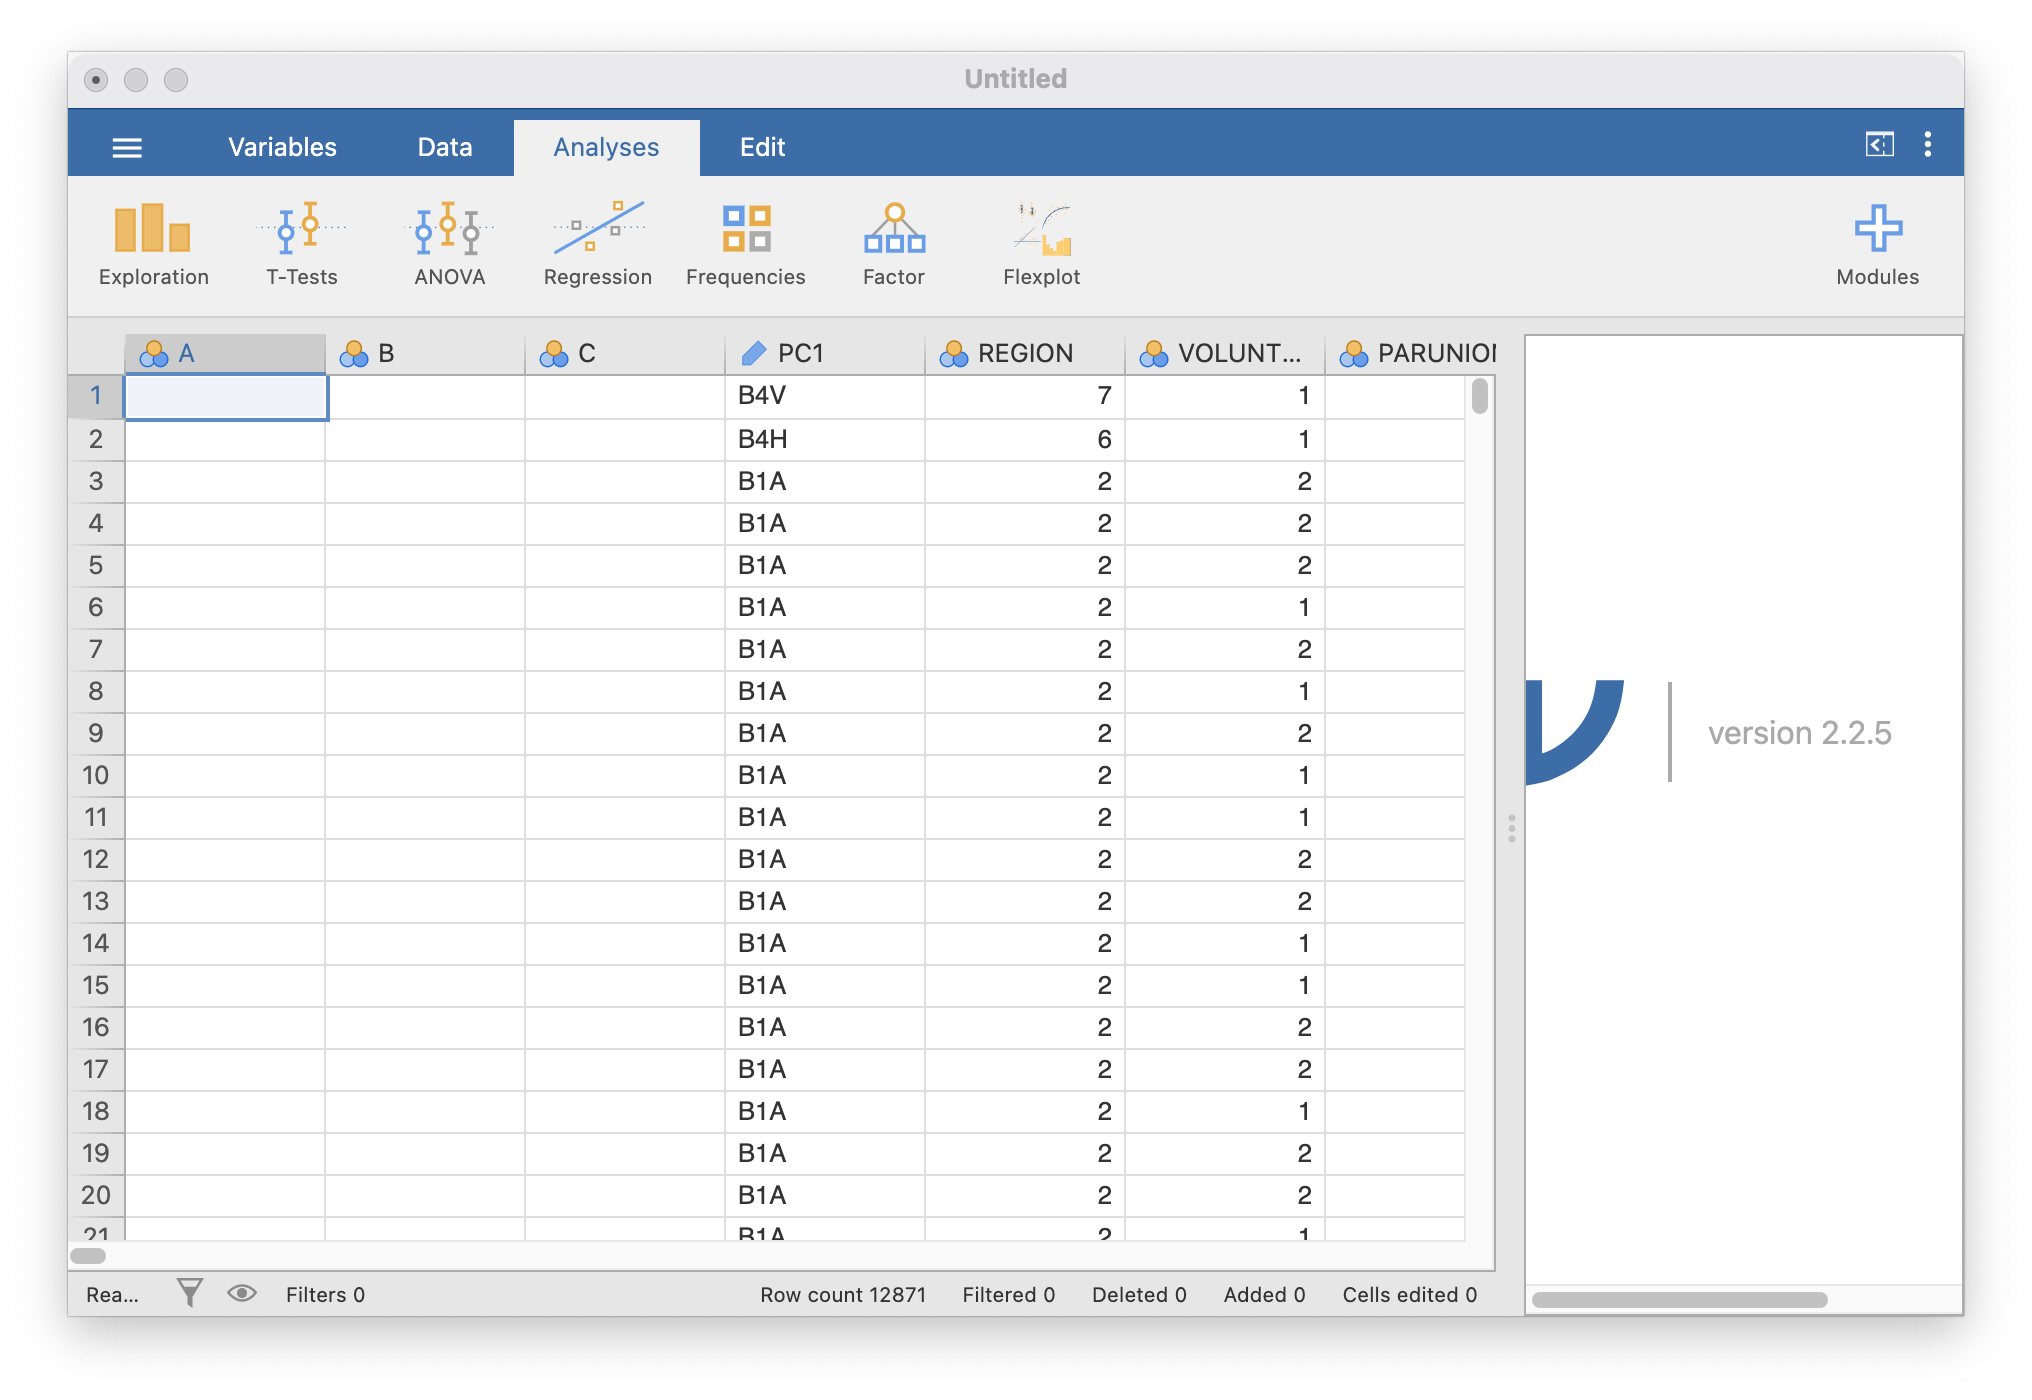 Untitled
Variables Data Analyses Edit
Exploration T-Tests ANOVA Regression Frequencies Factor Flexplot Modules
A B C PC1 REGION VOLUNT... PARUNION
1 B4V 7 1
2 B4H 6 1
3 B1A 2 2
4 B1A 2 2
5 B1A 2 2
6 B1A 2 1
7 B1A 2 2
8 B1A 2 1
9 B1A 2 2
10 B1A 2 1
11 B1A 2 1
12 B1A 2 2
13 B1A 2 2
14 B1A 2 1
15 B1A 2 1
16 B1A 2 2
17 B1A 2 2
18 B1A 2 1
19 B1A 2 2
20 B1A 2 2
21 B1A 2 1
version 2.2.5
Rea... Filters 0 Row count 12871 Filtered 0 Deleted 0 Added 0 Cells edited 0